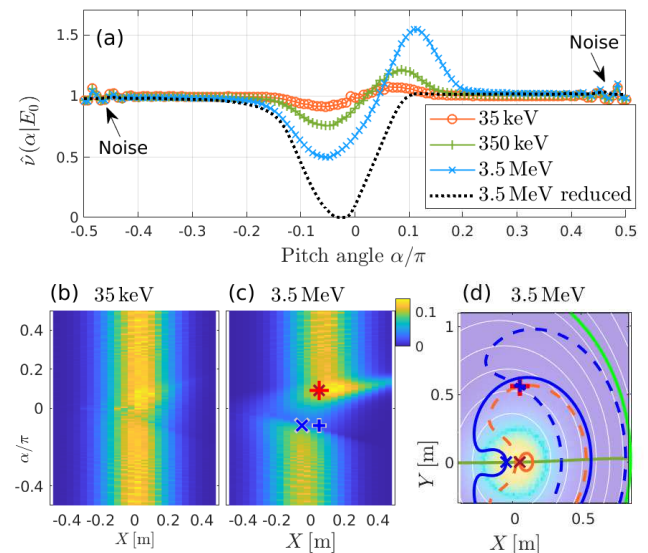 (a)
Noise
Noise
1.5
1
0.5
0
ν̂(α|E₀)
35 keV
350 keV
3.5 MeV
3.5 MeV reduced
-0.5 -0.4 -0.3 -0.2 -0.1 0 0.1 0.2 0.3 0.4 0.5
Pitch angle α/π
(b) 35 keV
(c) 3.5 MeV
(d) 3.5 MeV
0.1
0
0.4
0.2
0
-0.2
-0.4
α/π
-0.4 -0.2 0 0.2 0.4
X [m]
-0.4 -0.2 0 0.2 0.4
X [m]
1
0.5
0
Y [m]
0 0.5
X [m]